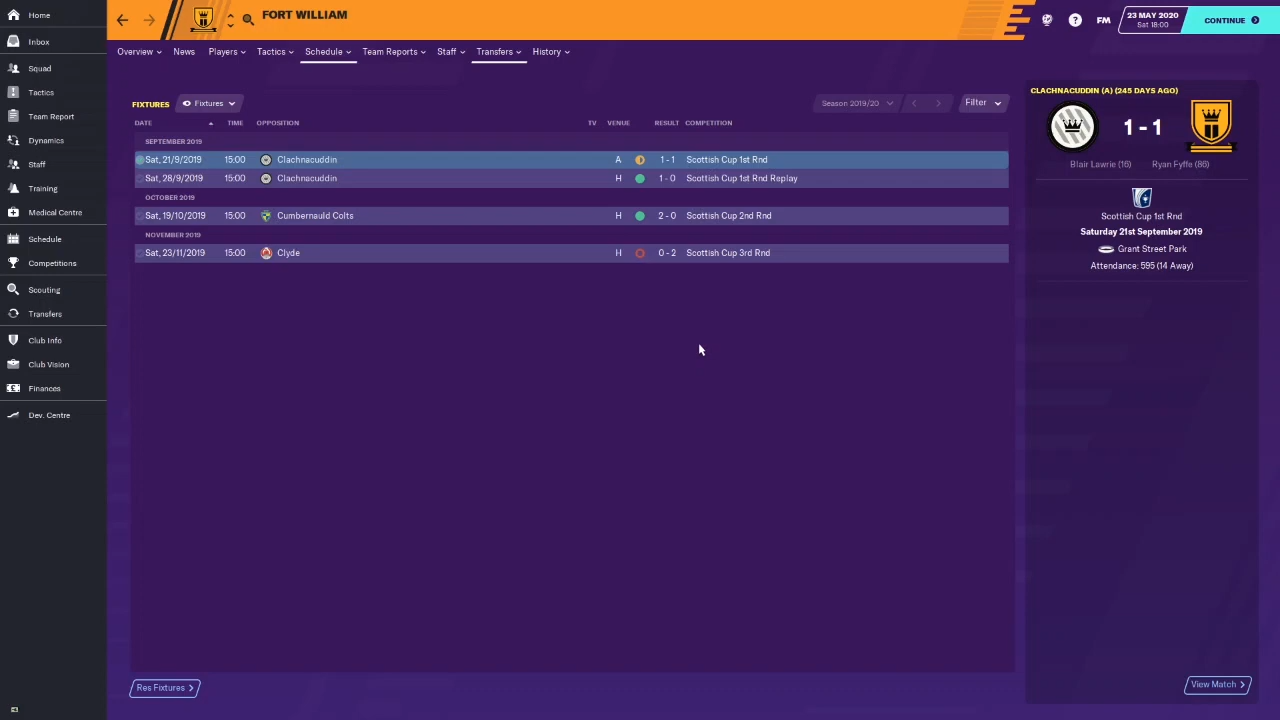 Home
Inbox
Squad
Tactics
Team Report
Dynamics
Staff
Training
Medical Centre
Schedule
Competitions
Scouting
Transfers
Club Info
Club Vision
Finances
Dev. Centre
FORT WILLIAM
?
FM
23 MAY 2020
Sat 18:00
CONTINUE
Overview News Players Tactics Schedule Team Reports Staff Transfers History
FIXTURES Fixtures Season 2019/20 Filter
DATE TIME OPPOSITION TV VENUE RESULT COMPETITION
SEPTEMBER 2019
Sat, 21/9/2019 15:00 Clachnacuddin A 1 - 1 Scottish Cup 1st Rnd
Sat, 28/9/2019 15:00 Clachnacuddin H 1 - 0 Scottish Cup 1st Rnd Replay
OCTOBER 2019
Sat, 19/10/2019 15:00 Cumbernauld Colts H 2 - 0 Scottish Cup 2nd Rnd
NOVEMBER 2019
Sat, 23/11/2019 15:00 Clyde H 0 - 2 Scottish Cup 3rd Rnd
Res Fixtures
CLACHNACUDDIN (A) (245 DAYS AGO)
1 - 1
Blair Lawrie (16) Ryan Fyffe (86)
Scottish Cup 1st Rnd
Saturday 21st September 2019
Grant Street Park
Attendance: 595 (14 Away)
View Match